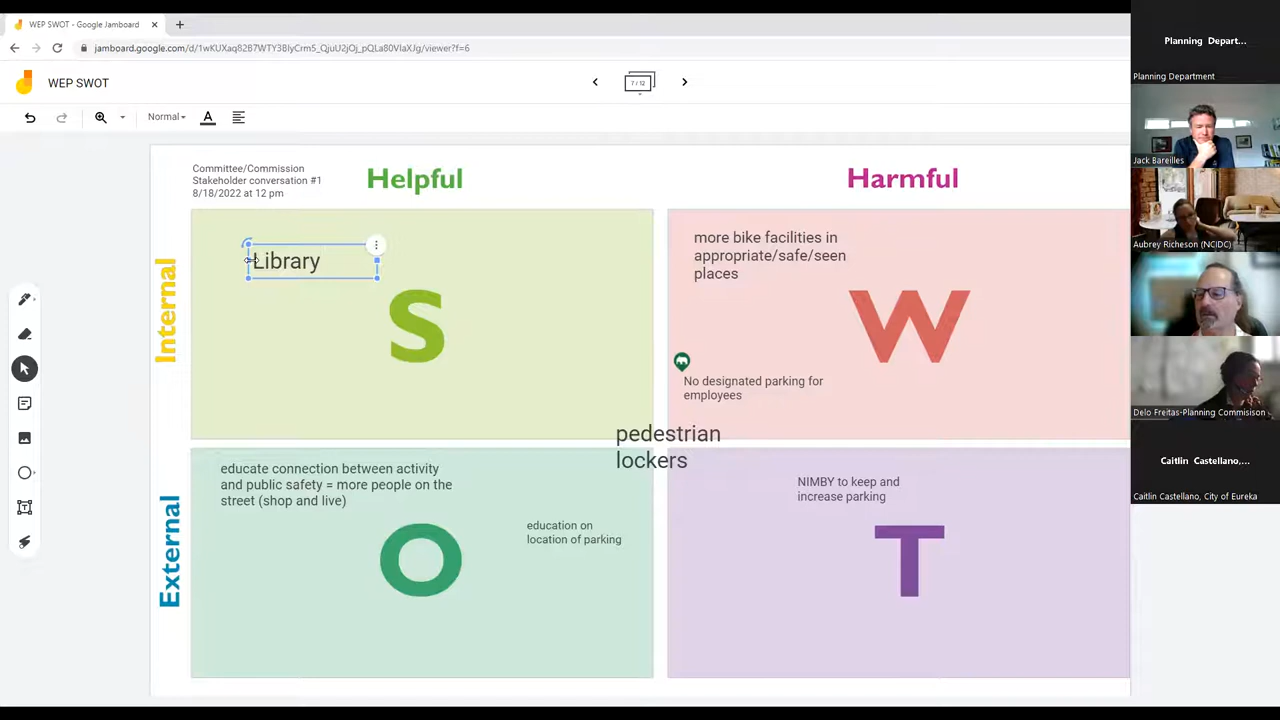 WEP SWOT - Google Jamboard
jamboard.google.com/d/1wKUXaq82B7WTY3BlyCrm5_QjuU2jOj_pQLa80VIaXJg/viewer?f=6
WEP SWOT
7 / 12
Normal
Committee/Commission
Stakeholder conversation #1
8/18/2022 at 12 pm
Helpful
Harmful
Internal
External
Library
S
more bike facilities in
appropriate/safe/seen
places
W
No designated parking for
employees
pedestrian
lockers
educate connection between activity
and public safety = more people on the
street (shop and live)
education on
location of parking
O
NIMBY to keep and
increase parking
T
Planning Depart...
Planning Department
Jack Bareilles
Aubrey Richeson (NCIDC)
Delo Freitas-Planning Commisison
Caitlin Castellano,...
Caitlin Castellano, City of Eureka